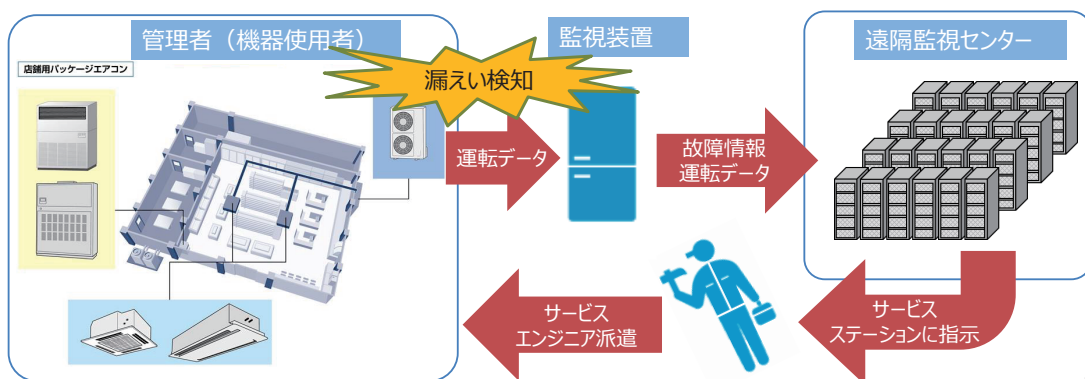 管理者（機器使用者）
監視装置
遠隔監視センター
店舗用パッケージエアコン
漏えい検知
運転データ
故障情報
運転データ
サービス
エンジニア派遣
サービス
ステーションに指示